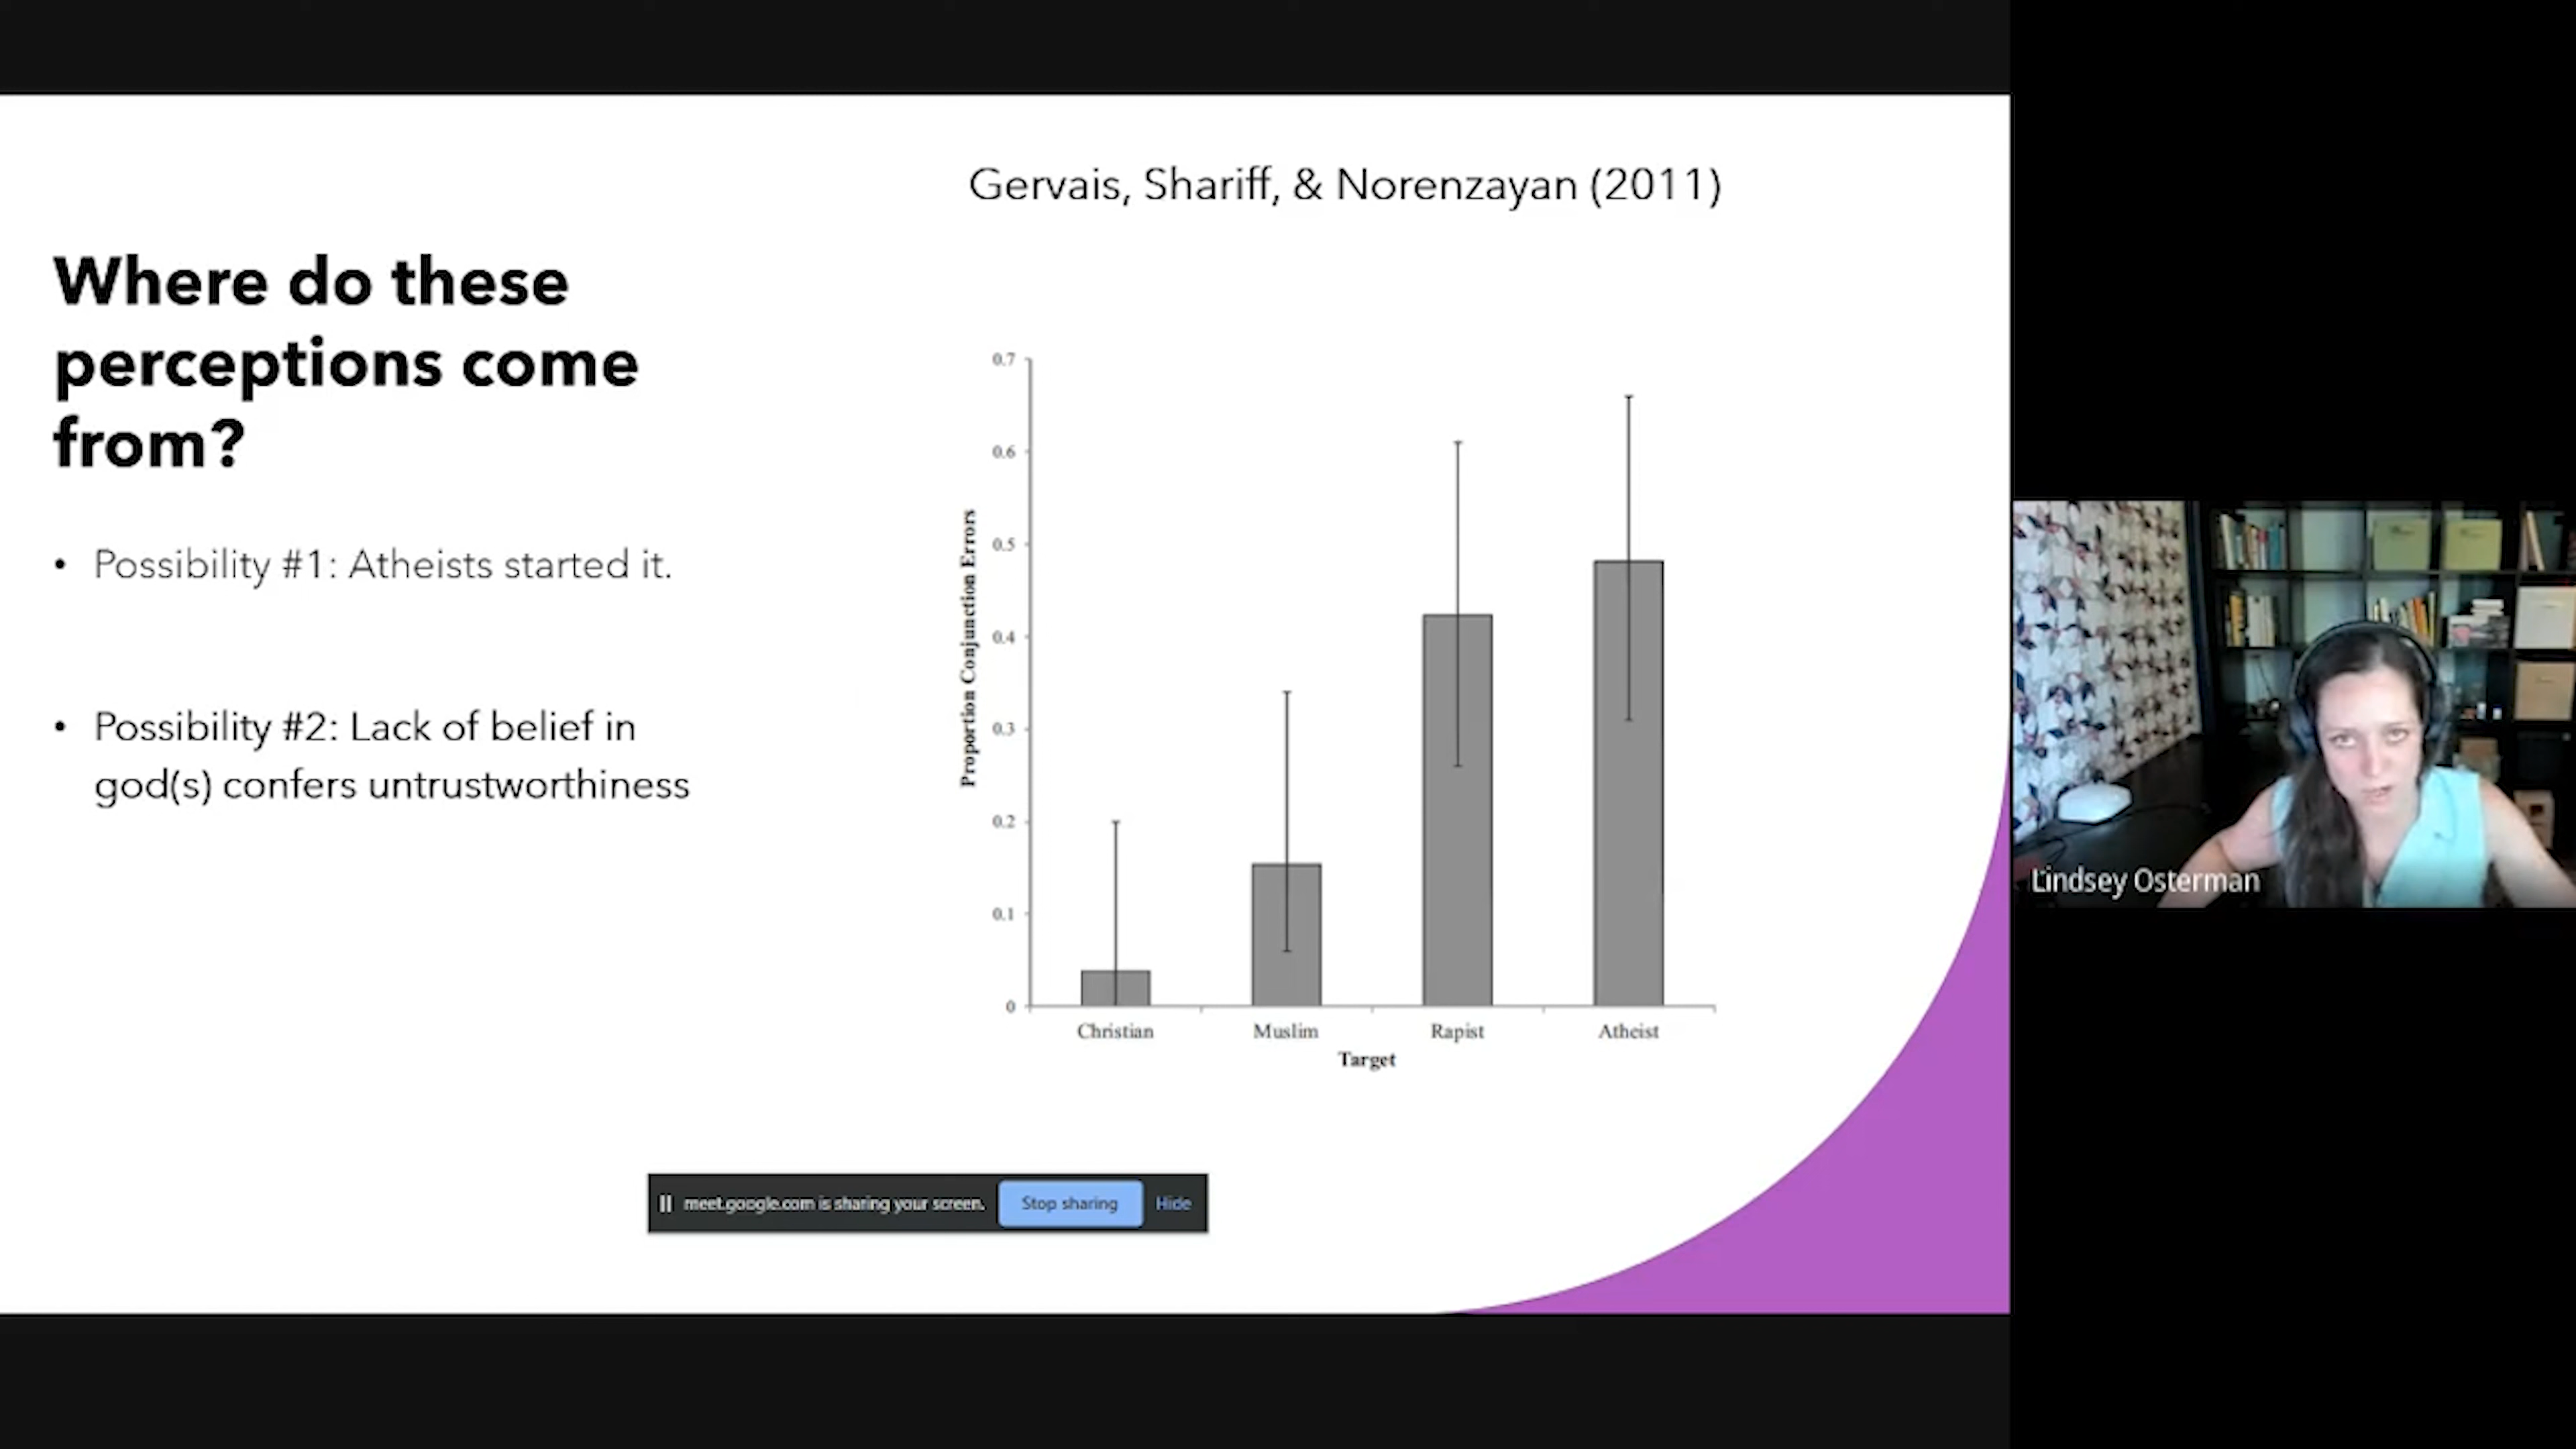 Gervais, Shariff, & Norenzayan (2011)
Where do these
perceptions come
from?
• Possibility #1: Atheists started it.
• Possibility #2: Lack of belief in
god(s) confers untrustworthiness
Proportion Conjunction Errors
0.7
0.6
0.5
0.4
0.3
0.2
0.1
0
Christian Muslim Rapist Atheist
Target
meet.google.com is sharing your screen. Stop sharing Hide
Lindsey Osterman